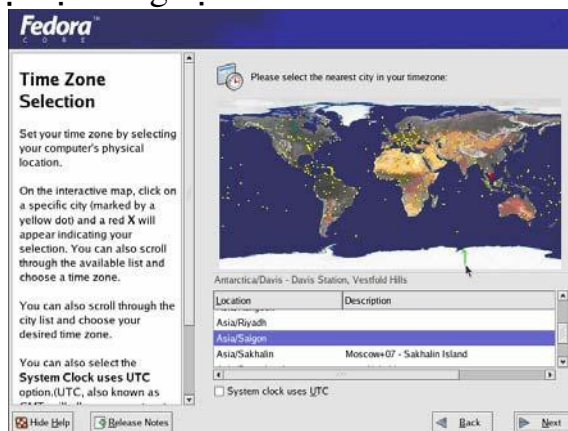 Fedora
CORE
Time Zone
Selection
Set your time zone by selecting
your computer's physical
location.
On the interactive map, click on
a specific city (marked by a
yellow dot) and a red X will
appear indicating your
selection. You can also scroll
through the available list and
choose a time zone.
You can also scroll through the
city list and choose your
desired time zone.
You can also select the
System Clock uses UTC
option.(UTC, also known as
Please select the nearest city in your timezone:
Antarctica/Davis - Davis Station, Vestfold Hills
Location Description
Asia/Riyadh
Asia/Saigon
Asia/Sakhalin Moscow+07 - Sakhalin Island
System clock uses UTC
Hide Help Release Notes Back Next